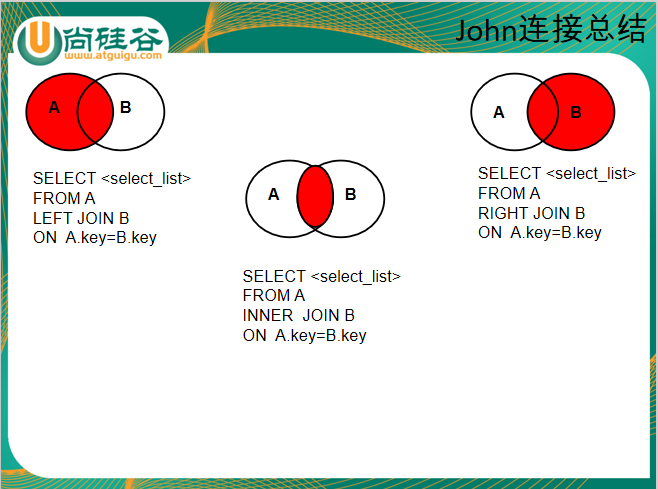 尚硅谷
www.atguigu.com
John连接总结
A
B
SELECT <select_list>
FROM A
LEFT JOIN B
ON A.key=B.key
A
B
SELECT <select_list>
FROM A
INNER JOIN B
ON A.key=B.key
A
B
SELECT <select_list>
FROM A
RIGHT JOIN B
ON A.key=B.key